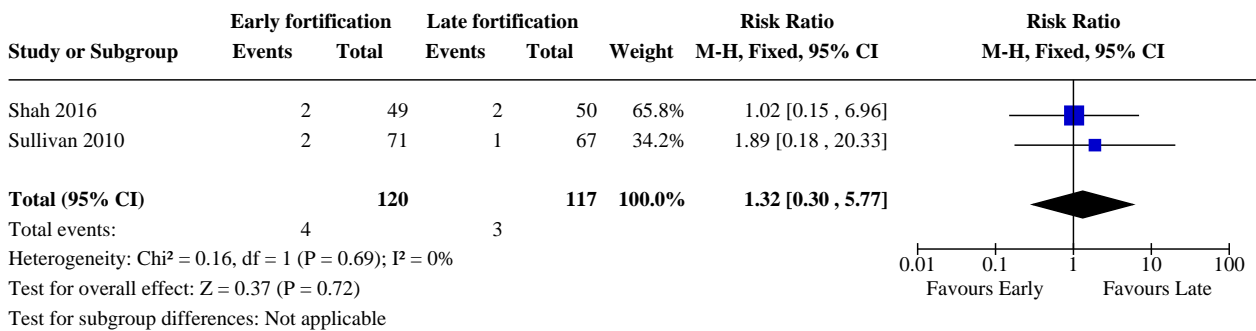 Early fortification Late fortification Risk Ratio Risk Ratio
Study or Subgroup Events Total Events Total Weight M-H, Fixed, 95% CI M-H, Fixed, 95% CI
Shah 2016 2 49 2 50 65.8% 1.02 [0.15 , 6.96]
Sullivan 2010 2 71 1 67 34.2% 1.89 [0.18 , 20.33]
Total (95% CI) 120 117 100.0% 1.32 [0.30 , 5.77]
Total events: 4 3
Heterogeneity: Chi² = 0.16, df = 1 (P = 0.69); I² = 0%
0.01 0.1 1 10 100
Test for overall effect: Z = 0.37 (P = 0.72)
Favours Early Favours Late
Test for subgroup differences: Not applicable